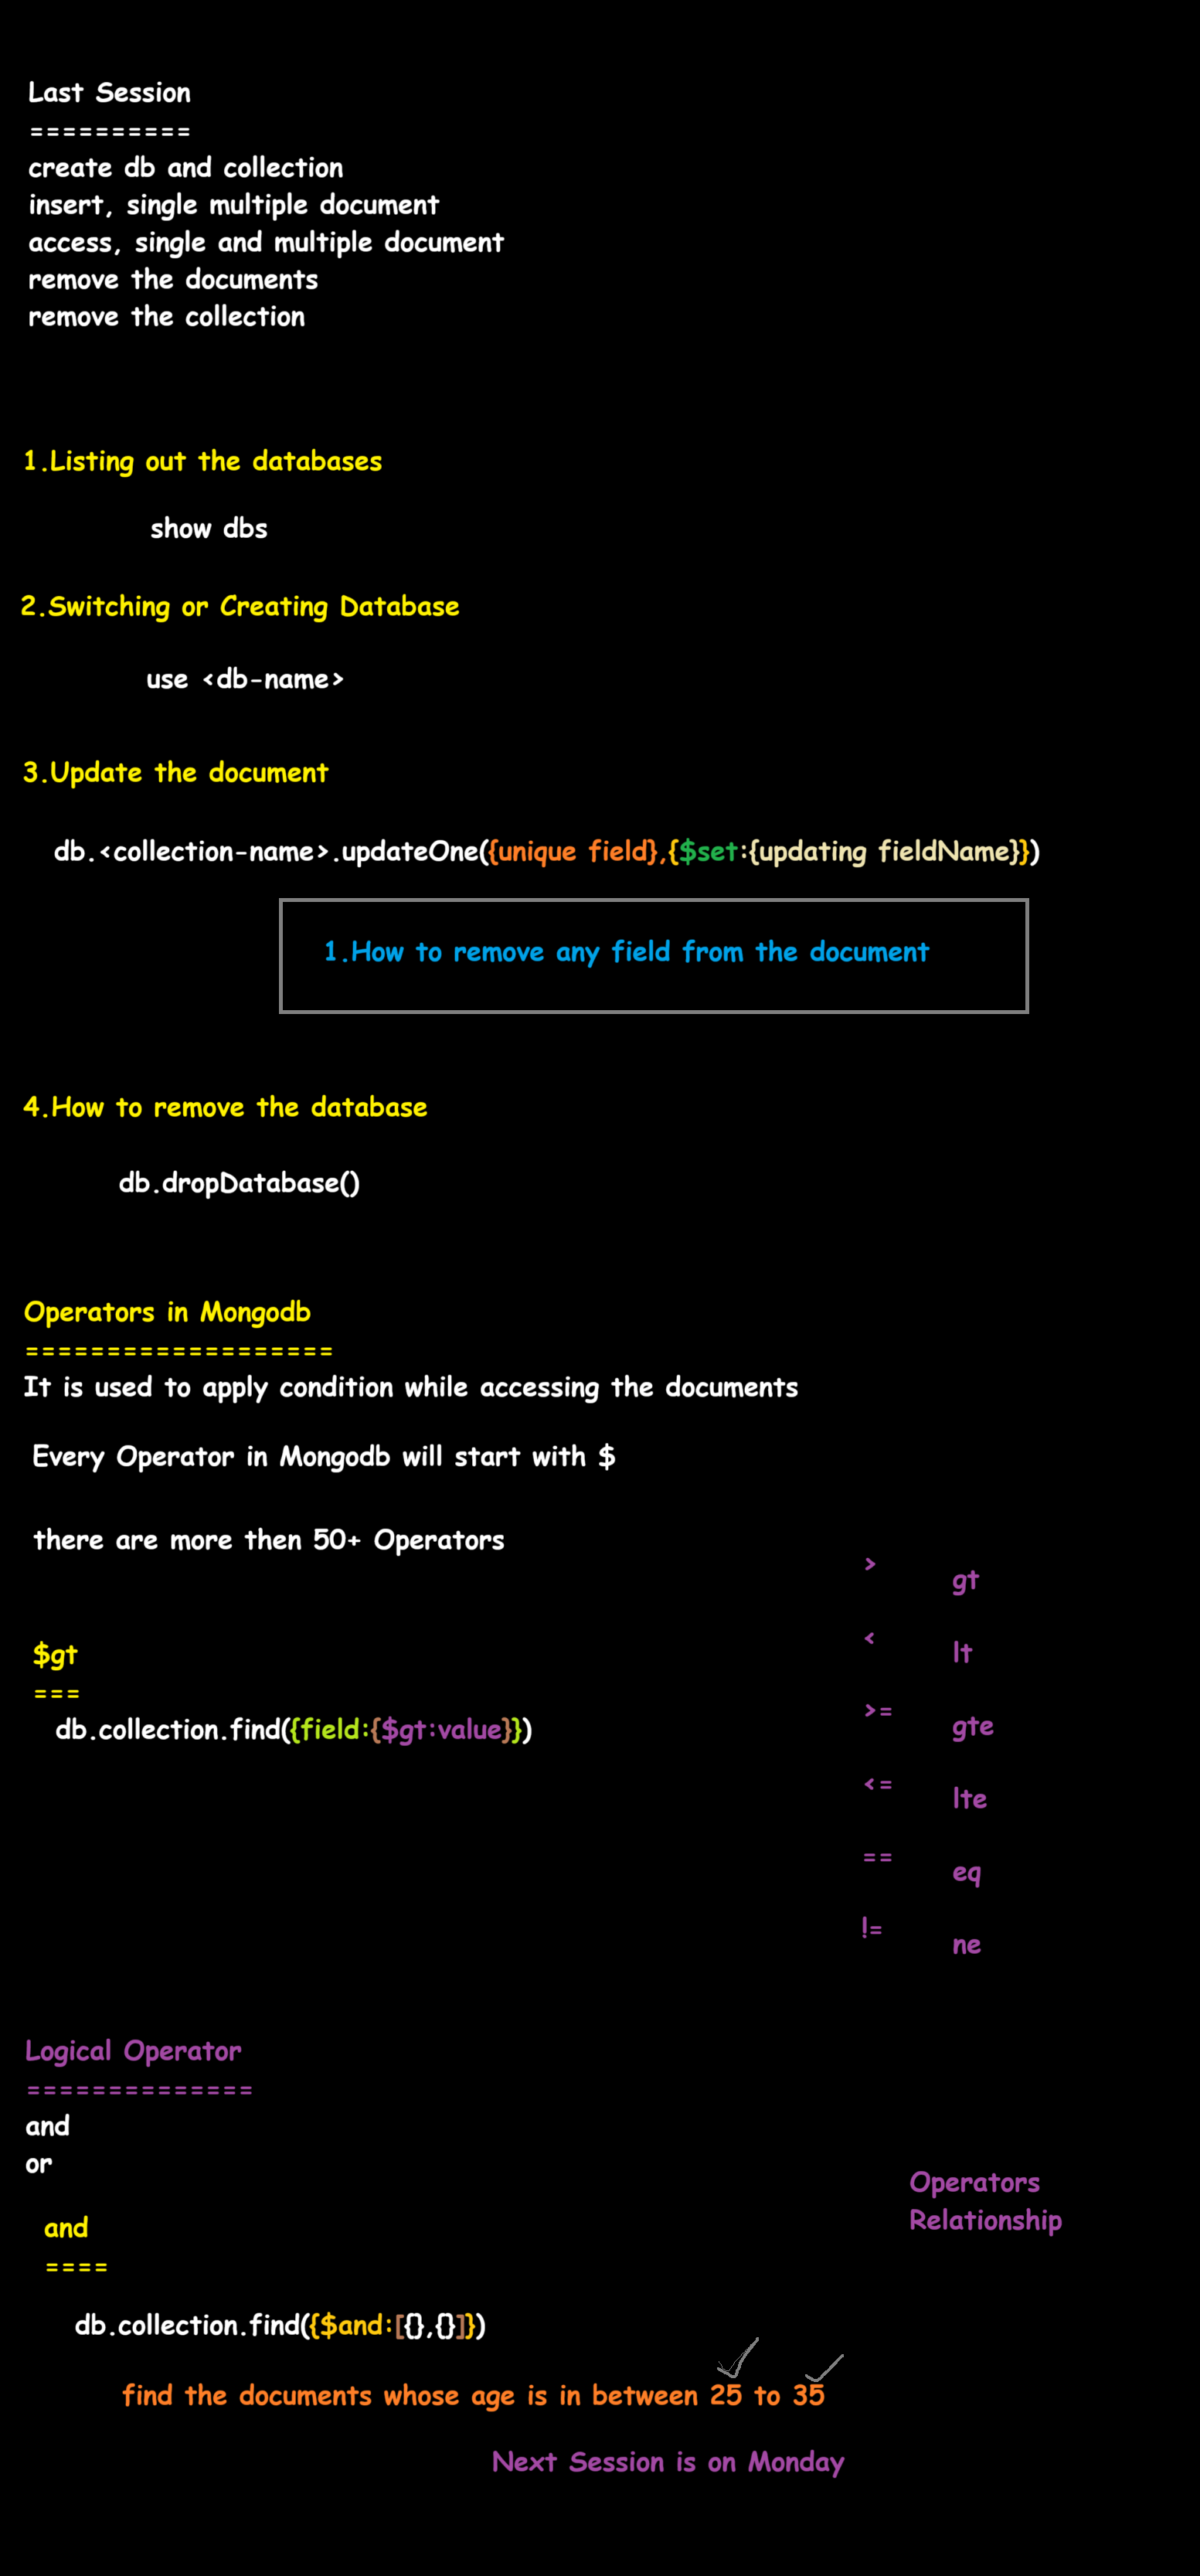 Last Session
==========
create db and collection
insert, single multiple document
access, single and multiple document
remove the documents
remove the collection
1.Listing out the databases
show dbs
2.Switching or Creating Database
use <db-name>
3.Update the document
db.<collection-name>.updateOne({unique field},{$set:{updating fieldName}})
1.How to remove any field from the document
4.How to remove the database
db.dropDatabase()
Operators in Mongodb
===================
It is used to apply condition while accessing the documents
Every Operator in Mongodb will start with $
there are more then 50+ Operators
$gt
===
db.collection.find({field:{$gt:value}})
> gt
< lt
>= gte
<= lte
== eq
!= ne
Logical Operator
==============
and
or
Operators
Relationship
and
====
db.collection.find({$and:[{},{}]})
find the documents whose age is in between 25 to 35
Next Session is on Monday